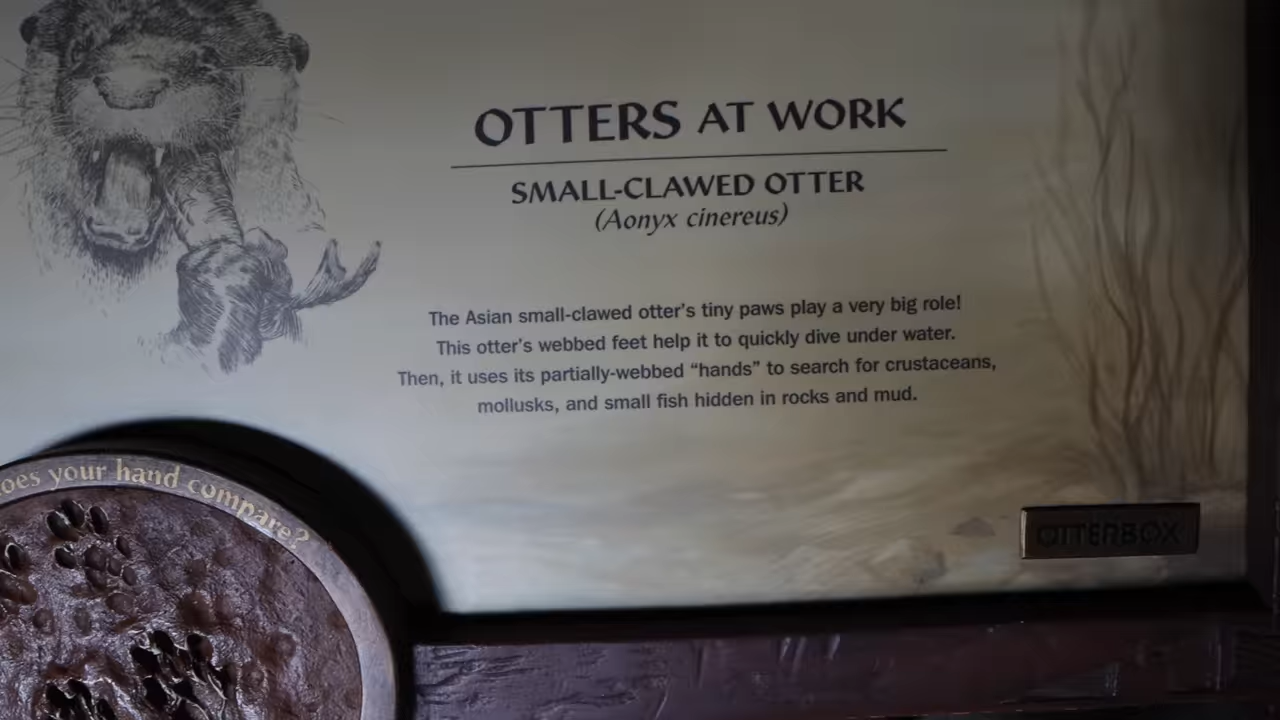 OTTERS AT WORK
SMALL-CLAWED OTTER
(Aonyx cinereus)
The Asian small-clawed otter's tiny paws play a very big role!
This otter's webbed feet help it to quickly dive under water.
Then, it uses its partially-webbed “hands” to search for crustaceans,
mollusks, and small fish hidden in rocks and mud.
your hand compare?
OTTERBOX